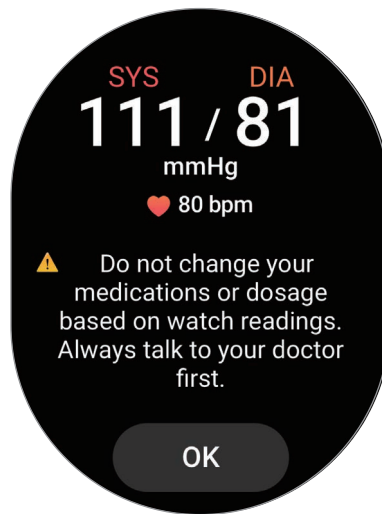 SYS DIA
111 / 81
mmHg
80 bpm
Do not change your
medications or dosage
based on watch readings.
Always talk to your doctor
first.
OK